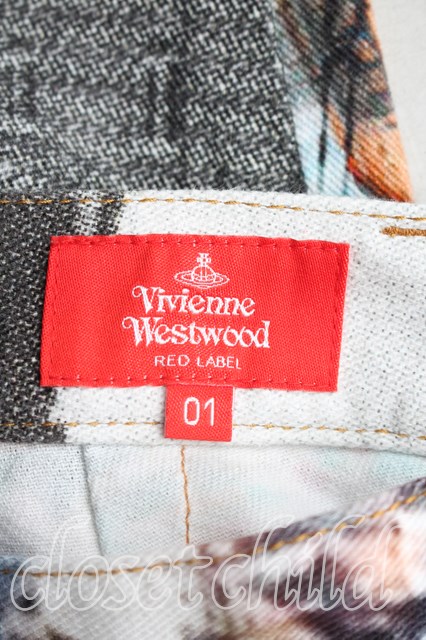 Vivienne
Westwood
RED LABEL
01
closet child